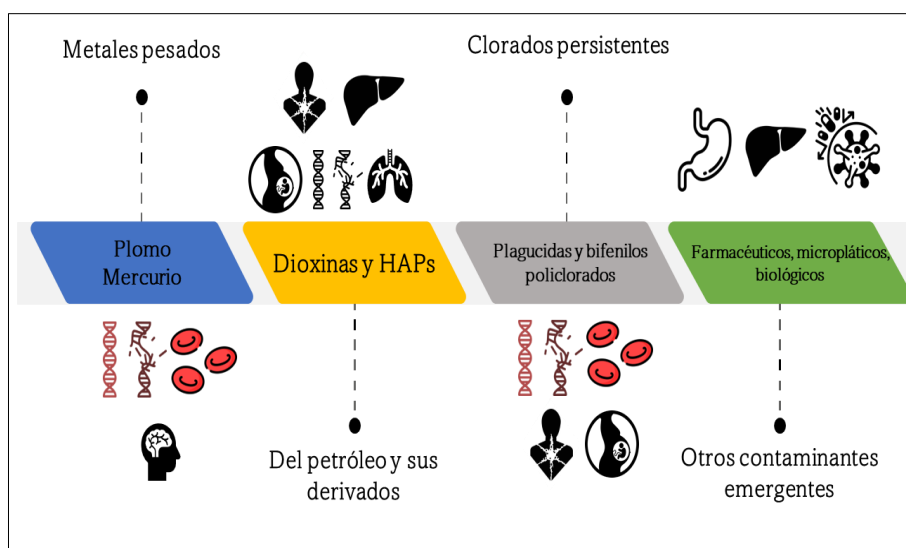 Metales pesados
Clorados persistentes
Plomo
Mercurio
Dioxinas y HAPs
Plagucidas y bifenilos
policlorados
Farmacéuticos, micropláticos,
biológicos
Del petróleo y sus
derivados
Otros contaminantes
emergentes